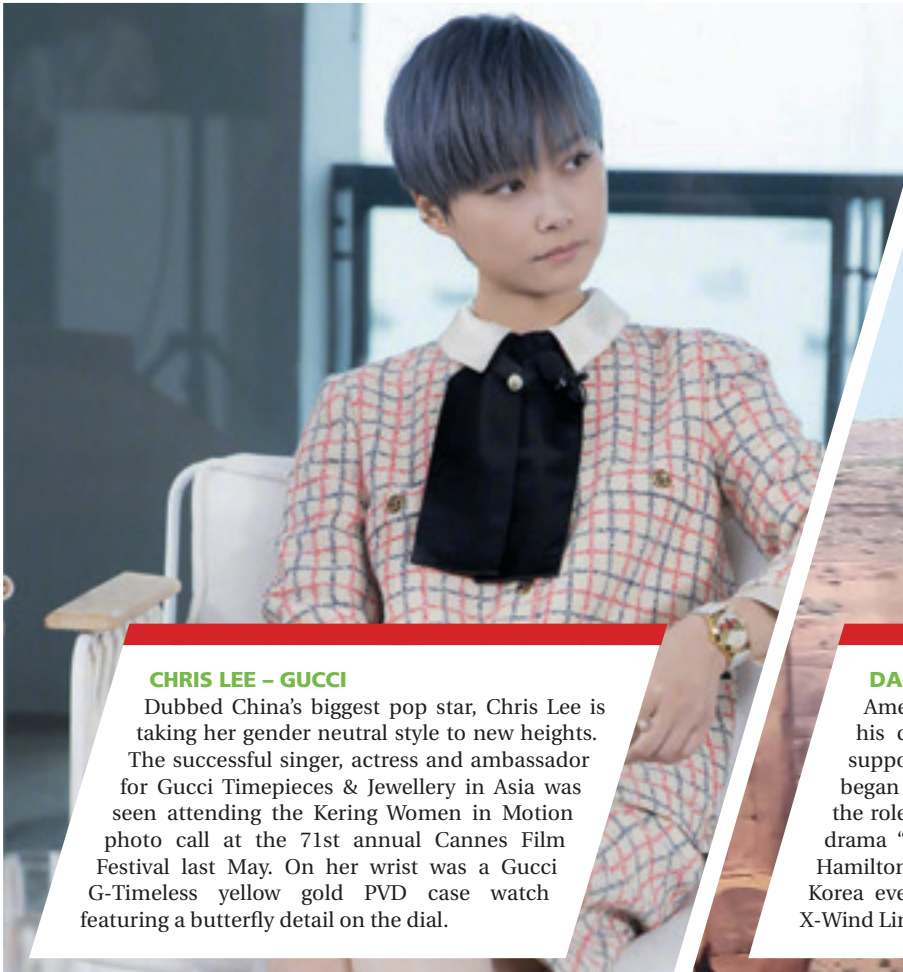 CHRIS LEE – GUCCI
Dubbed China's biggest pop star, Chris Lee is
taking her gender neutral style to new heights.
The successful singer, actress and ambassador
for Gucci Timepieces & Jewellery in Asia was
seen attending the Kering Women in Motion
photo call at the 71st annual Cannes Film
Festival last May. On her wrist was a Gucci
G-Timeless yellow gold PVD case watch
featuring a butterfly detail on the dial.
DA
Ame
his
suppo
began
the role
drama "
Hamilton
Korea eve
X-Wind Lin